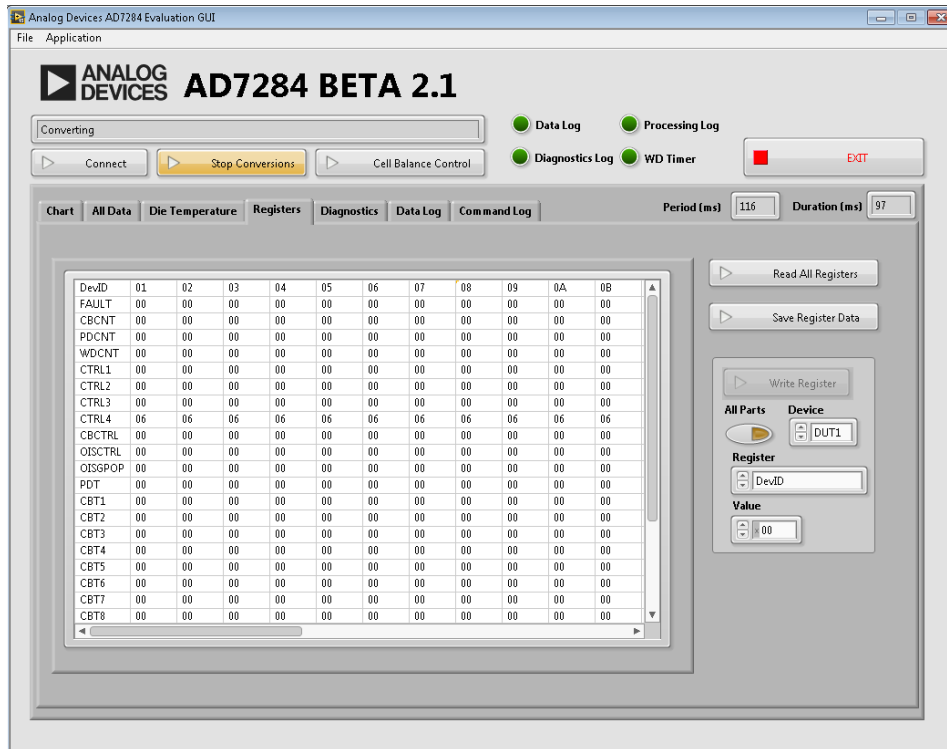 Analog Devices AD7284 Evaluation GUI
File Application
ANALOG DEVICES AD7284 BETA 2.1
Converting
Data Log Processing Log
Connect Stop Conversions Cell Balance Control Diagnostics Log WD Timer EXIT
Chart All Data Die Temperature Registers Diagnostics Data Log Command Log Period (ms) 116 Duration (ms) 97
DevID 01 02 03 04 05 06 07 08 09 0A 0B
FAULT 00 00 00 00 00 00 00 00 00 00 00
CBCNT 00 00 00 00 00 00 00 00 00 00 00
PDCNT 00 00 00 00 00 00 00 00 00 00 00
WDCNT 00 00 00 00 00 00 00 00 00 00 00
CTRL1 00 00 00 00 00 00 00 00 00 00 00
CTRL2 00 00 00 00 00 00 00 00 00 00 00
CTRL3 00 00 00 00 00 00 00 00 00 00 00
CTRL4 06 06 06 06 06 06 06 06 06 06 06
CBCTRL 00 00 00 00 00 00 00 00 00 00 00
OISCTRL 00 00 00 00 00 00 00 00 00 00 00
OISGPOP 00 00 00 00 00 00 00 00 00 00 00
PDT 00 00 00 00 00 00 00 00 00 00 00
CBT1 00 00 00 00 00 00 00 00 00 00 00
CBT2 00 00 00 00 00 00 00 00 00 00 00
CBT3 00 00 00 00 00 00 00 00 00 00 00
CBT4 00 00 00 00 00 00 00 00 00 00 00
CBT5 00 00 00 00 00 00 00 00 00 00 00
CBT6 00 00 00 00 00 00 00 00 00 00 00
CBT7 00 00 00 00 00 00 00 00 00 00 00
CBT8 00 00 00 00 00 00 00 00 00 00 00
Read All Registers
Save Register Data
Write Register
All Parts Device
DUT1
Register
DevID
Value
x 00